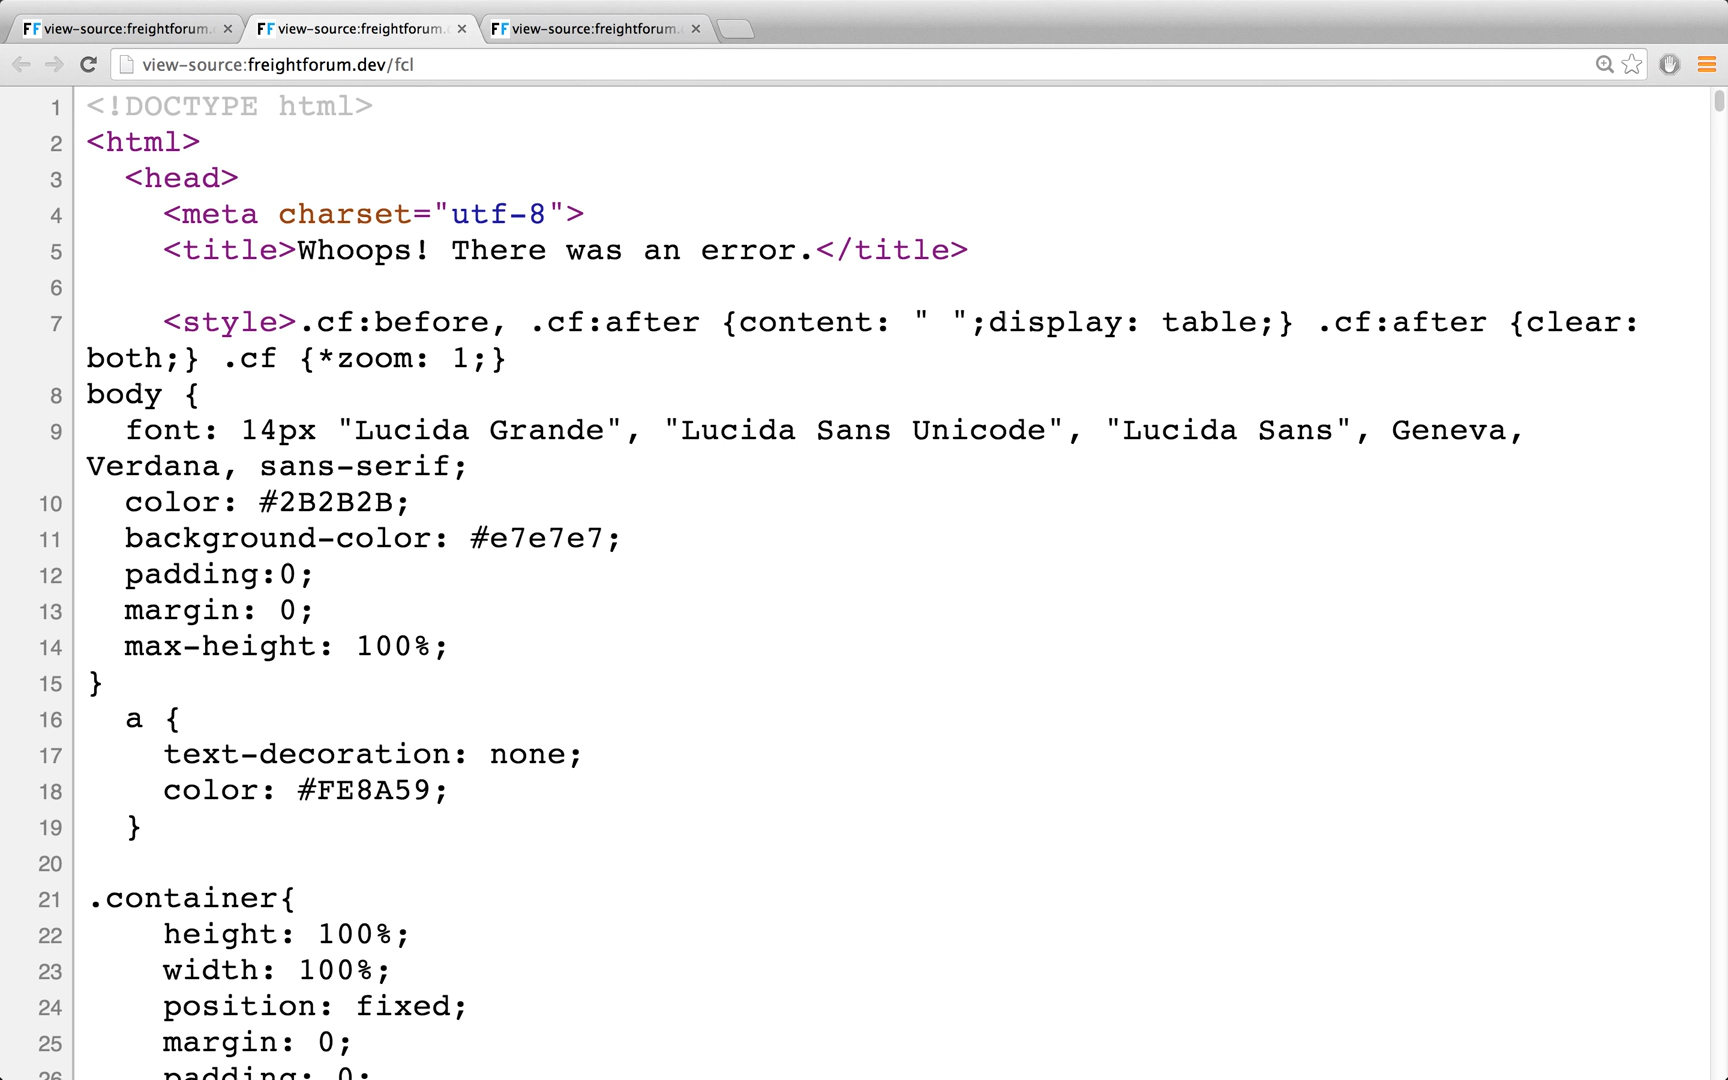 FF view-source:freightforum. × FF view-source:freightforum. × FF view-source:freightforum. ×
view-source:freightforum.dev/fcl
1 <!DOCTYPE html>
2 <html>
3 <head>
4 <meta charset="utf-8">
5 <title>Whoops! There was an error.</title>
6
7 <style>.cf:before, .cf:after {content: " ";display: table;} .cf:after {clear:
both;} .cf {*zoom: 1;}
8 body {
9 font: 14px "Lucida Grande", "Lucida Sans Unicode", "Lucida Sans", Geneva,
Verdana, sans-serif;
10 color: #2B2B2B;
11 background-color: #e7e7e7;
12 padding:0;
13 margin: 0;
14 max-height: 100%;
15 }
16 a {
17 text-decoration: none;
18 color: #FE8A59;
19 }
20
21 .container{
22 height: 100%;
23 width: 100%;
24 position: fixed;
25 margin: 0;
26 padding: 0;